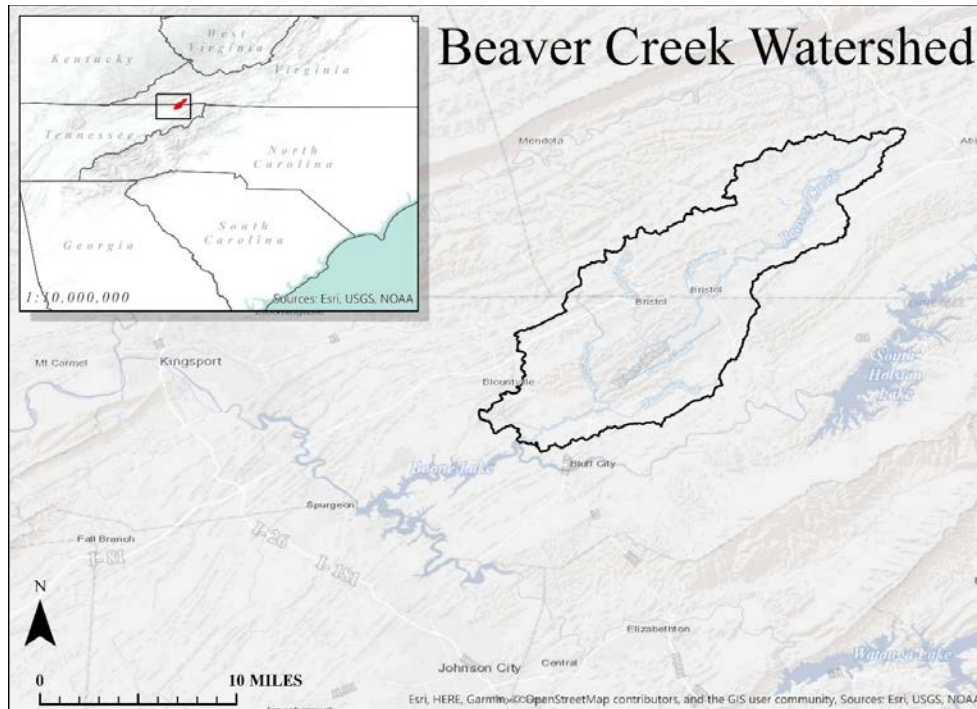 Beaver Creek Watershed
West
Virginia
Kentucky
Virginia
Tennessee
North
Carolina
South
Carolina
Georgia
1:10,000,000
Sources: Esri, USGS, NOAA
Mendota
Bristol
Bristol
Mt Carmel
Kingsport
Blountville
South
Holston
Lake
Boone Lake
Bluff City
Spurgeon
Fall Branch
I-81
I-26
I-181
Elizabethton
Watauga Lake
Johnson City
Central
N
0
10 MILES
Esri, HERE, Garmin, © OpenStreetMap contributors, and the GIS user community, Sources: Esri, USGS, NOAA